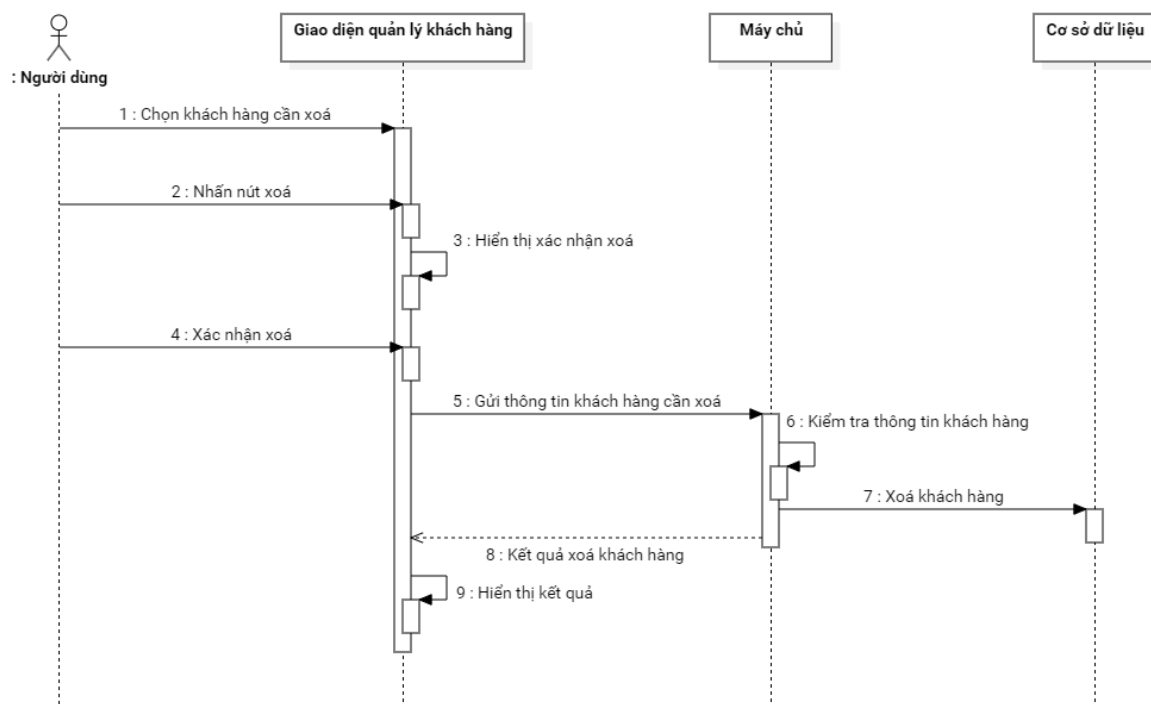 Giao diện quản lý khách hàng
Máy chủ
Cơ sở dữ liệu
: Người dùng
1 : Chọn khách hàng cần xoá
2 : Nhấn nút xoá
3 : Hiển thị xác nhận xoá
4 : Xác nhận xoá
5 : Gửi thông tin khách hàng cần xoá
6 : Kiểm tra thông tin khách hàng
7 : Xoá khách hàng
8 : Kết quả xoá khách hàng
9 : Hiển thị kết quả